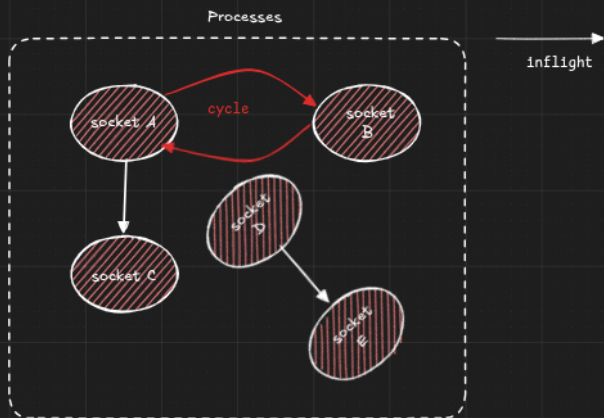 Processes
inflight
cycle
socket A
socket
B
socket
D
socket C
socket
E